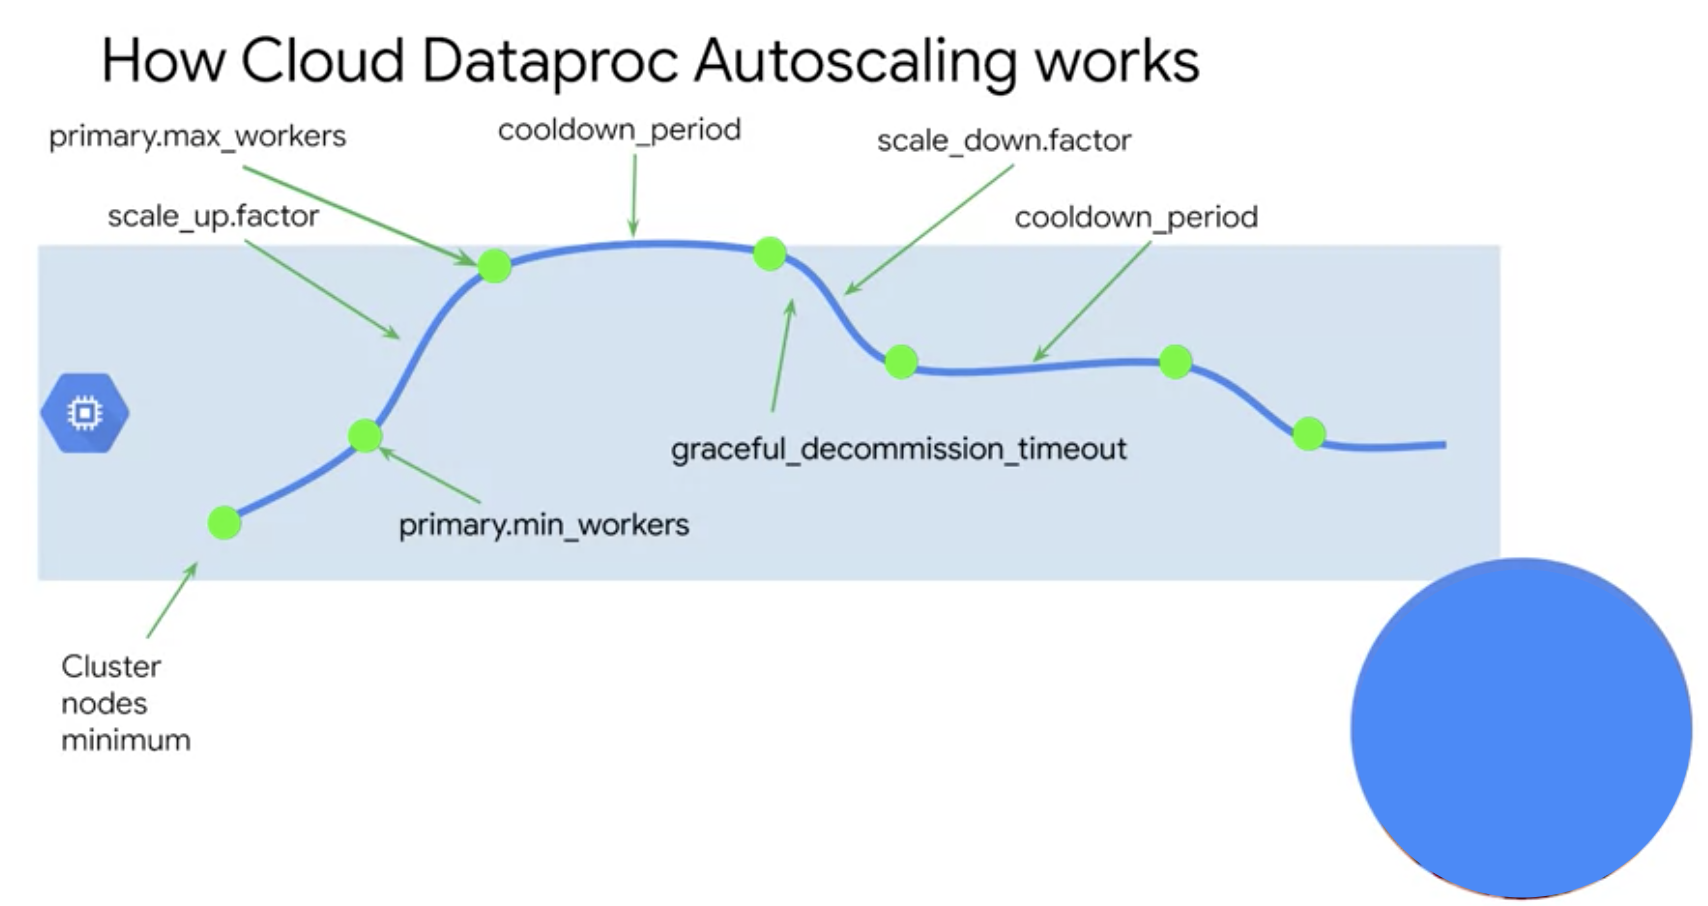 How Cloud Dataproc Autoscaling works
primary.max_workers
cooldown_period
scale_down.factor
scale_up.factor
cooldown_period
graceful_decommission_timeout
primary.min_workers
Cluster
nodes
minimum